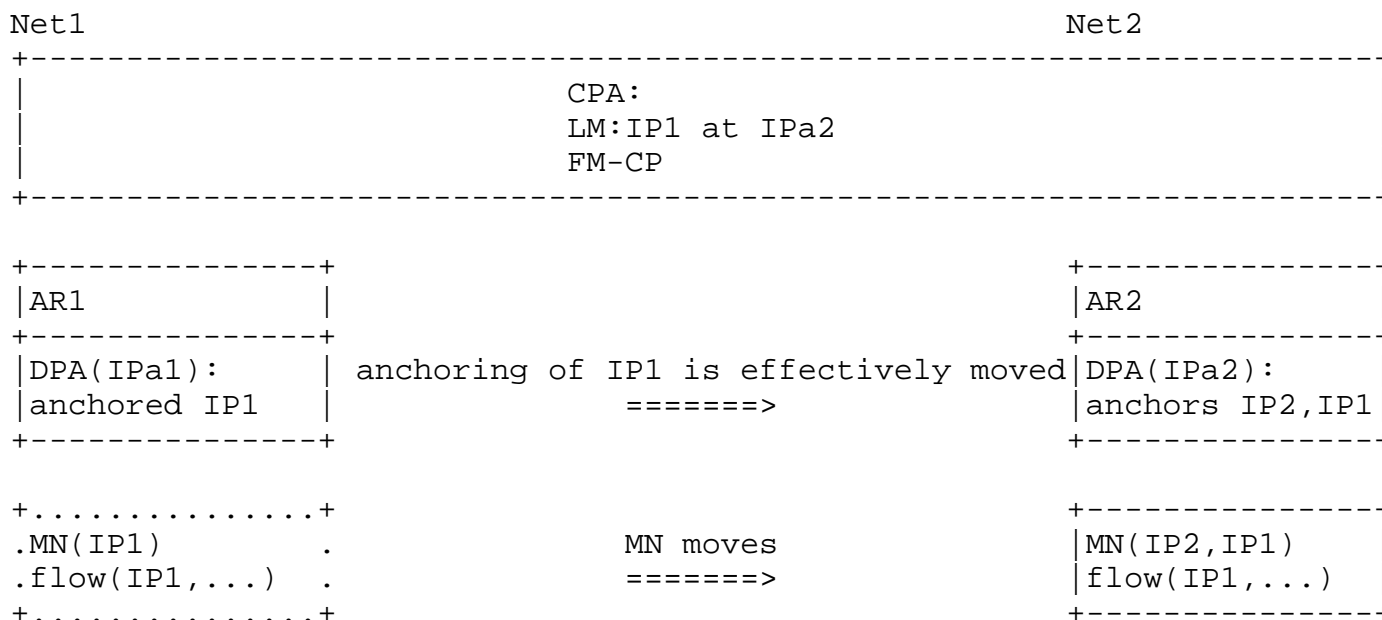 Net1 Net2
+-----------------------------------------------------------------------
| CPA:
| LM:IP1 at IPa2
| FM-CP
+-----------------------------------------------------------------------
+---------------+ +----------------
|AR1 | |AR2
+---------------+ +----------------
|DPA(IPa1): | anchoring of IP1 is effectively moved|DPA(IPa2):
|anchored IP1 | =======> |anchors IP2,IP1
+---------------+ +----------------
+...............+ +----------------
.MN(IP1) . MN moves |MN(IP2,IP1)
.flow(IP1,...) . =======> |flow(IP1,...)
+...............+ +----------------